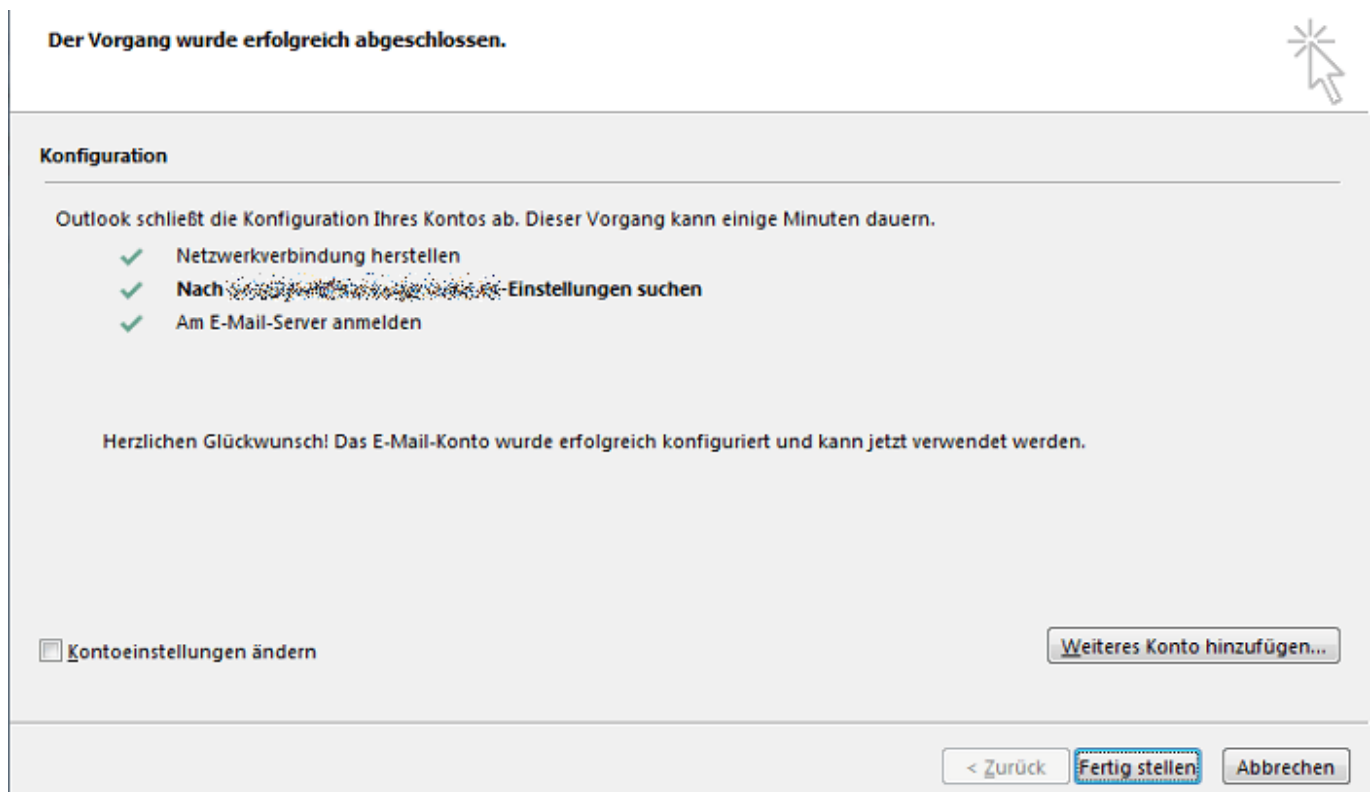 Der Vorgang wurde erfolgreich abgeschlossen.
Konfiguration
Outlook schließt die Konfiguration Ihres Kontos ab. Dieser Vorgang kann einige Minuten dauern.
Netzwerkverbindung herstellen
Nach -Einstellungen suchen
Am E-Mail-Server anmelden
Herzlichen Glückwunsch! Das E-Mail-Konto wurde erfolgreich konfiguriert und kann jetzt verwendet werden.
Kontoeinstellungen ändern
Weiteres Konto hinzufügen...
< Zurück Fertig stellen Abbrechen